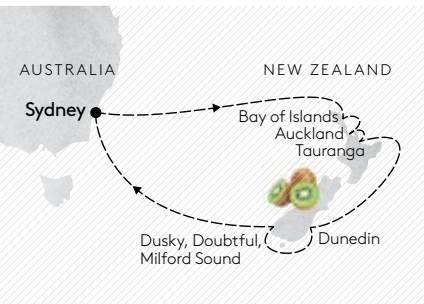 AUSTRALIA
NEW ZEALAND
Sydney
Bay of Islands
Auckland
Tauranga
Dusky, Doubtful,
Milford Sound
Dunedin